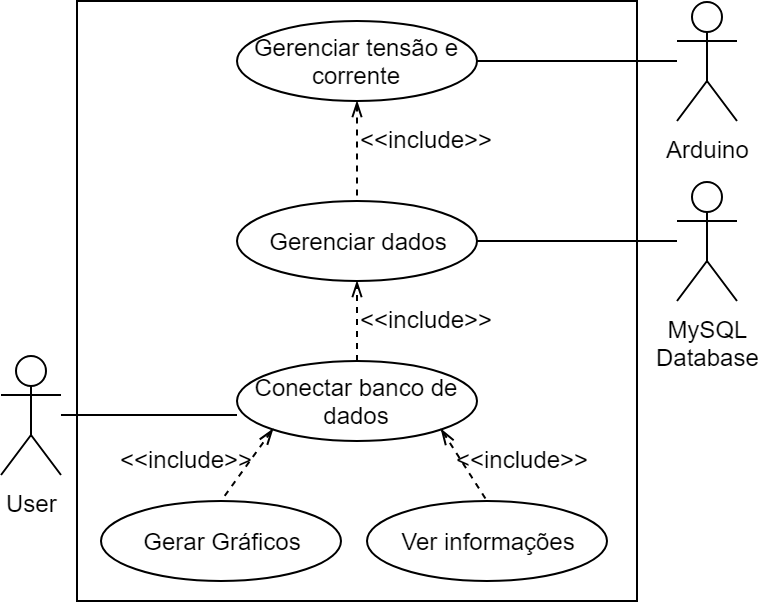 Gerenciar tensão e
corrente
Arduino
<<include>>
Gerenciar dados
MySQL
Database
<<include>>
Conectar banco de
dados
User
<<include>>
<<include>>
Gerar Gráficos
Ver informações